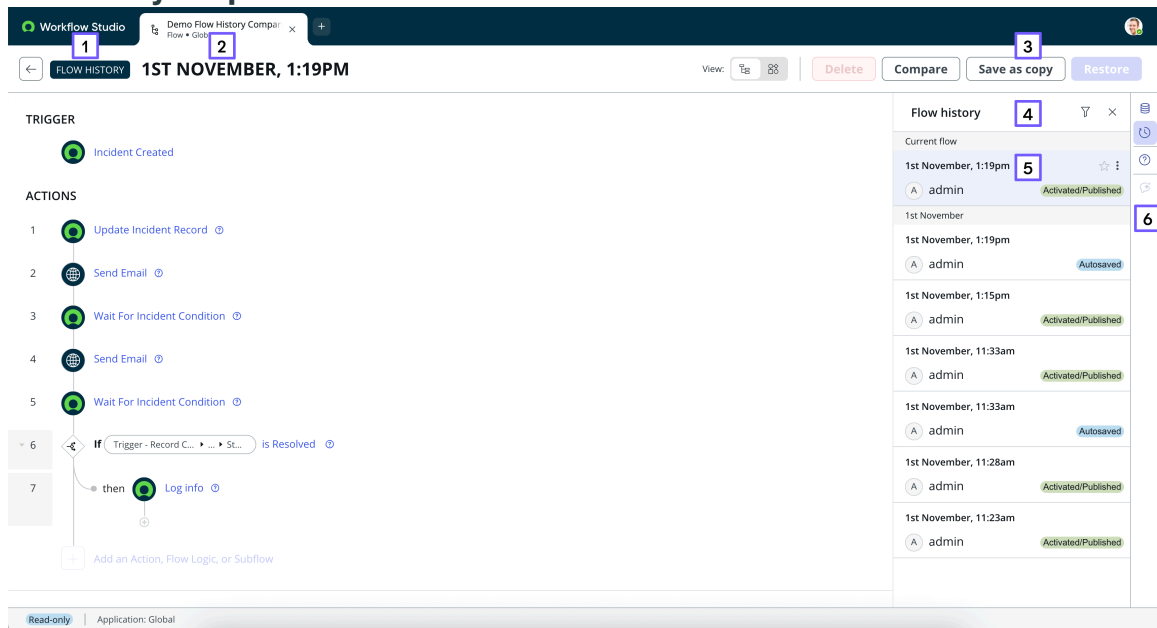 Workflow Studio
Demo Flow History Compar
Flow • Glob
1
2
3
FLOW HISTORY
1ST NOVEMBER, 1:19PM
View:
Delete
Compare
Save as copy
Restore
TRIGGER
Incident Created
ACTIONS
1 Update Incident Record
2 Send Email
3 Wait For Incident Condition
4 Send Email
5 Wait For Incident Condition
6 If Trigger - Record C... ▸ ... ▸ St... is Resolved
7 then Log info
Add an Action, Flow Logic, or Subflow
Flow history
4
Current flow
1st November, 1:19pm
5
A admin Activated/Published
6
1st November
1st November, 1:19pm
A admin Autosaved
1st November, 1:15pm
A admin Activated/Published
1st November, 11:33am
A admin Activated/Published
1st November, 11:33am
A admin Autosaved
1st November, 11:28am
A admin Activated/Published
1st November, 11:23am
A admin Activated/Published
Read-only
Application: Global